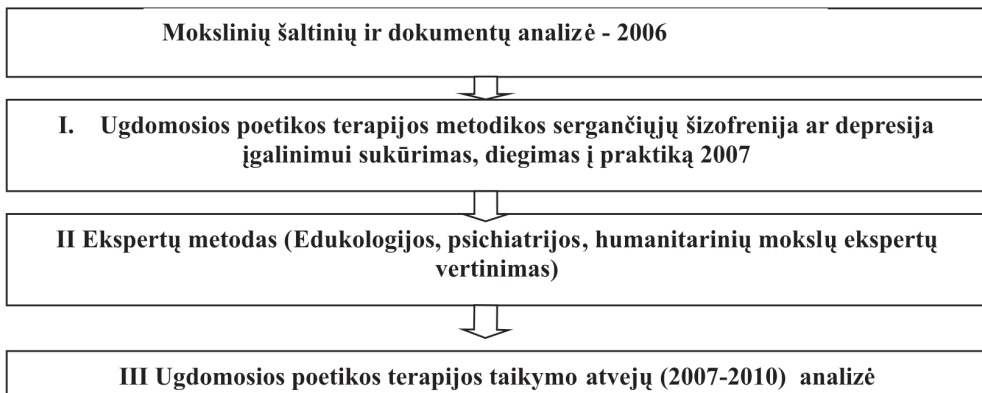 Mokslinių šaltinių ir dokumentų analizė - 2006
I. Ugdomosios poetikos terapijos metodikos sergančiųjų šizofrenija ar depresija
įgalinimui sukūrimas, diegimas į praktiką 2007
II Ekspertų metodas (Edukologijos, psichiatrijos, humanitarinių mokslų ekspertų
vertinimas)
III Ugdomosios poetikos terapijos taikymo atvejų (2007-2010) analizė